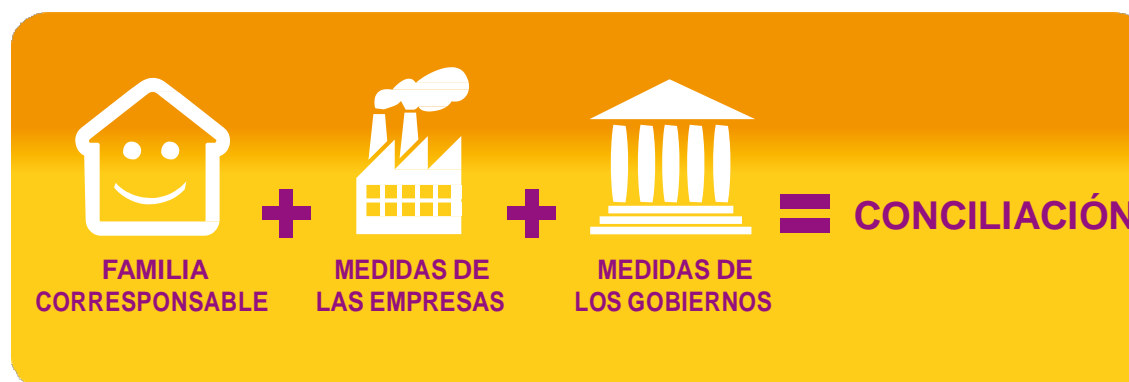 + + = CONCILIACIÓN
FAMILIA
CORRESPONSABLE
MEDIDAS DE
LAS EMPRESAS
MEDIDAS DE
LOS GOBIERNOS